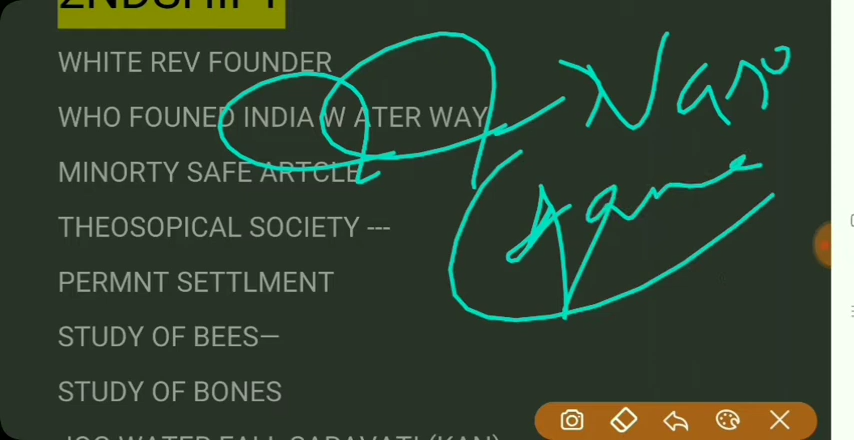 2NDSHIFT
WHITE REV FOUNDER
WHO FOUNED INDIA W ATER WAY
MINORTY SAFE ARTCLE
THEOSOPICAL SOCIETY ---
PERMNT SETTLMENT
STUDY OF BEES—
STUDY OF BONES